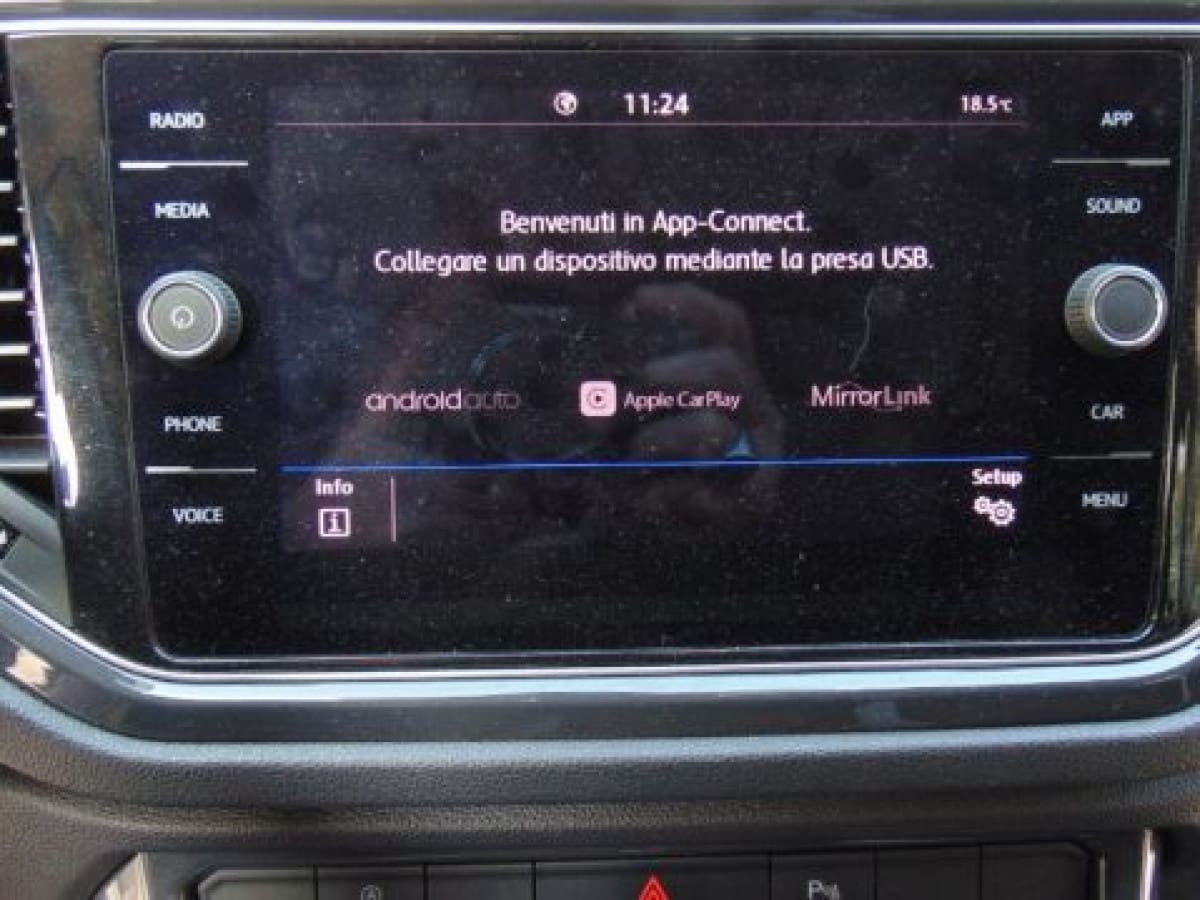 11:24
18.5°C
RADIO
APP
MEDIA
SOUND
Benvenuti in App-Connect.
Collegare un dispositivo mediante la presa USB.
androidauto
Apple CarPlay
MirrorLink
PHONE
CAR
Info
Setup
VOICE
MENU
i
A
P